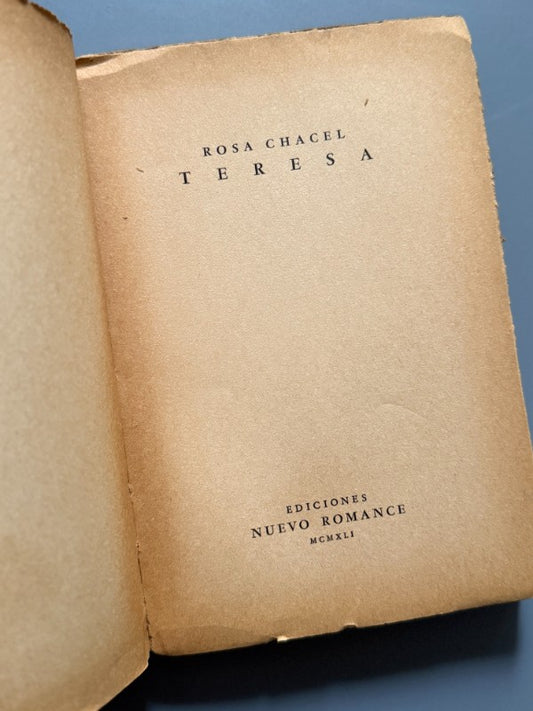 ROSA CHACEL
TERESA
EDICIONES
NUEVO ROMANCE
MCMXLI